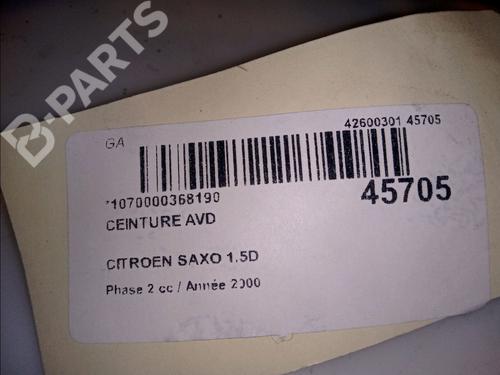 B-PARTS
GA
42600301 45705
*1070000368190
45705
CEINTURE AVD
CITROEN SAXO 1.5D
Phase 2 cc / Année 2000